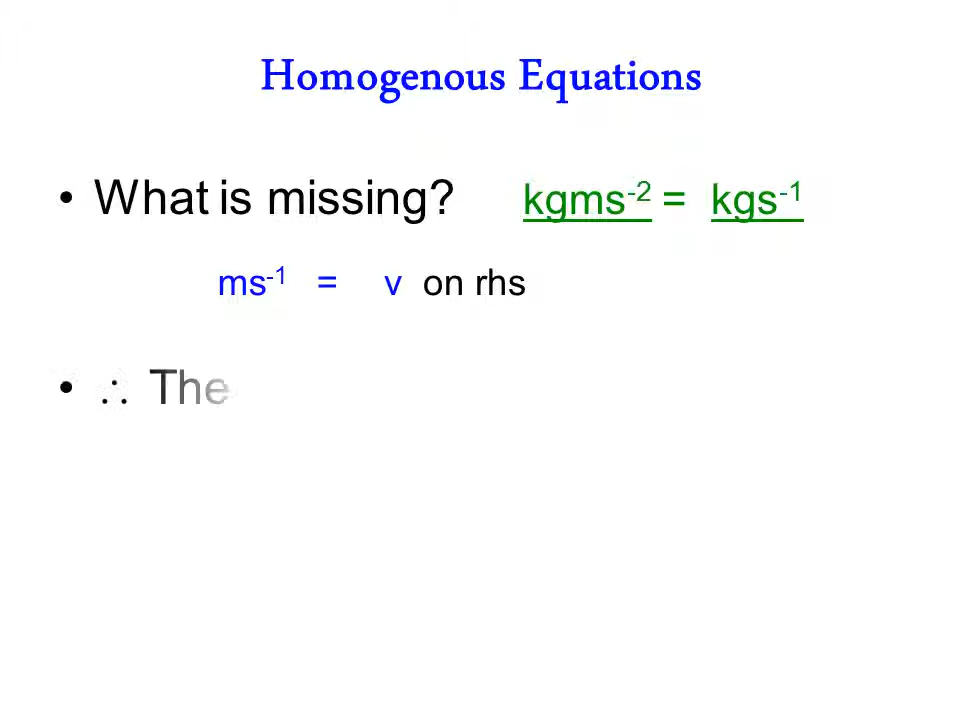 Homogenous Equations
• What is missing? kgms⁻² = kgs⁻¹
ms⁻¹ = v on rhs
• ∴ The